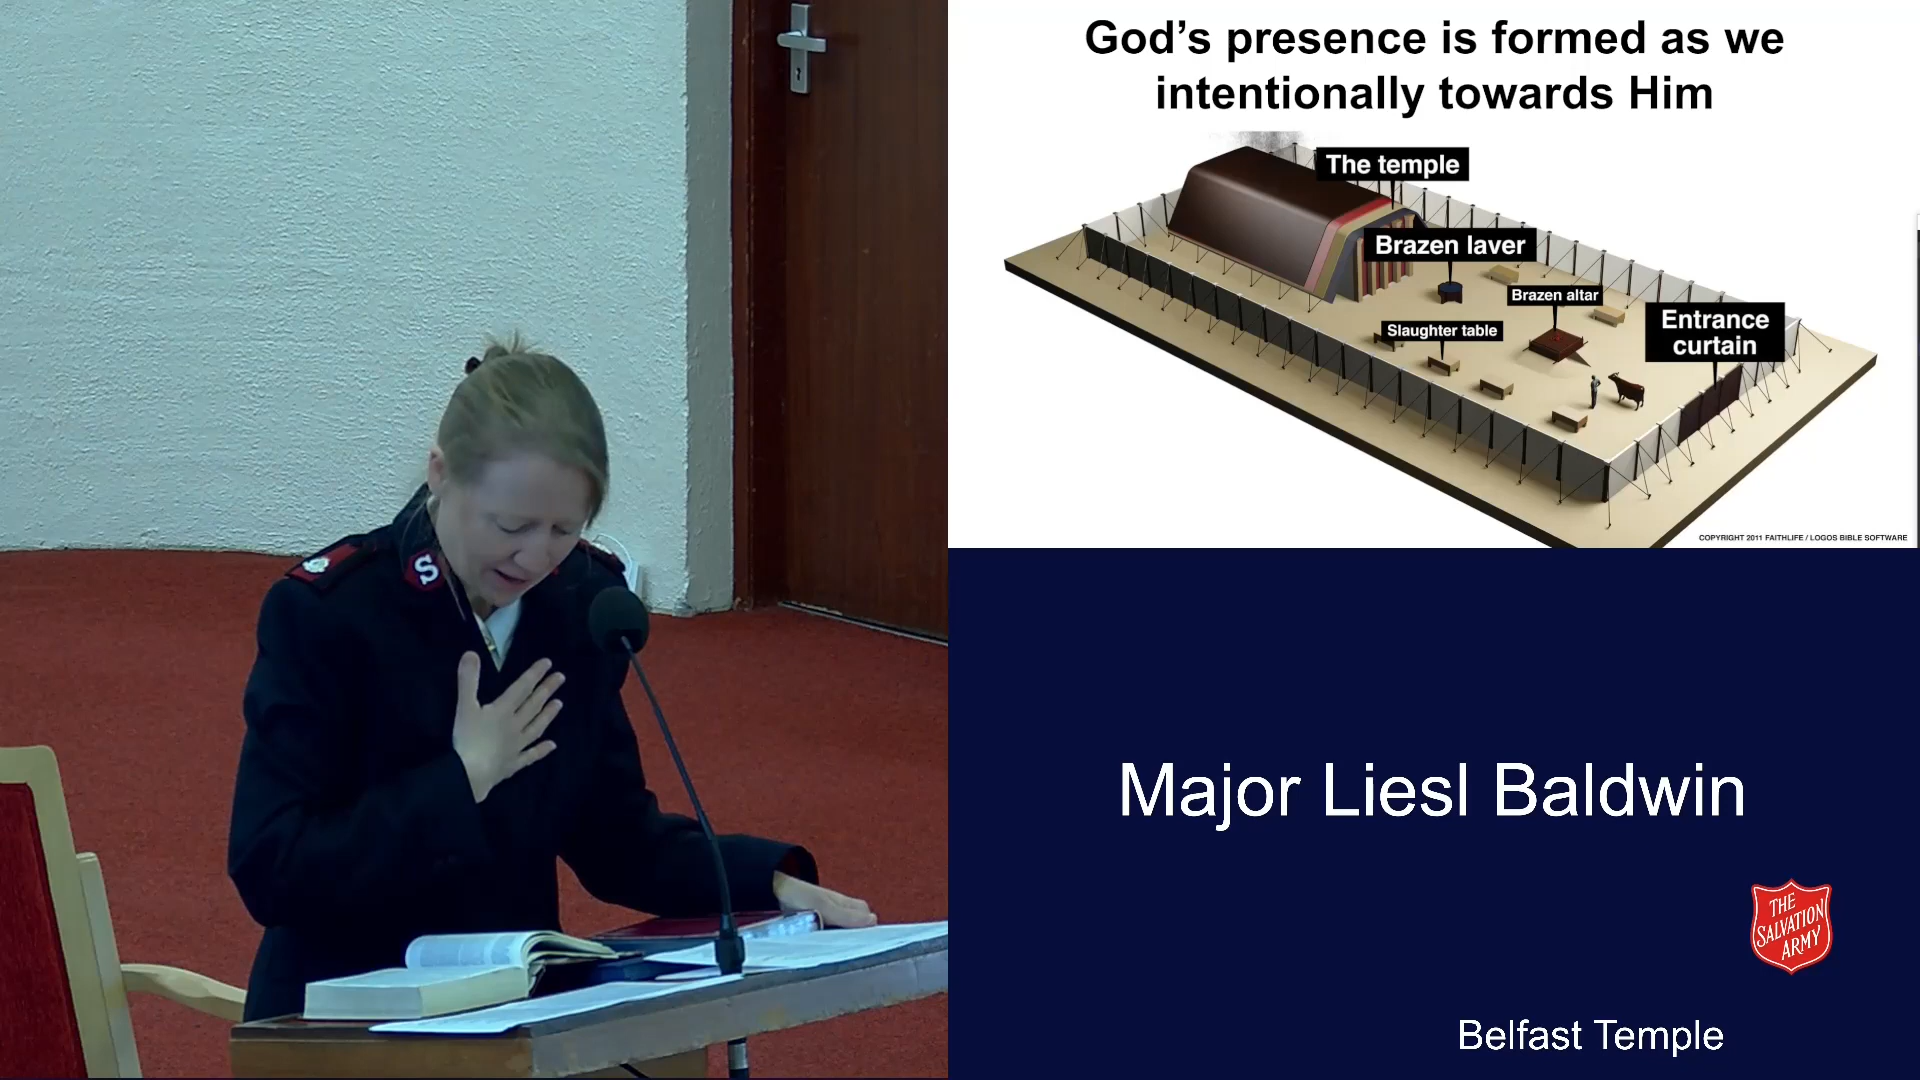 God’s presence is formed as we
intentionally towards Him
The temple
Brazen laver
Brazen altar
Slaughter table
Entrance
curtain
COPYRIGHT 2011 FAITHLIFE / LOGOS BIBLE SOFTWARE
S
Major Liesl Baldwin
THE
SALVATION
ARMY
Belfast Temple